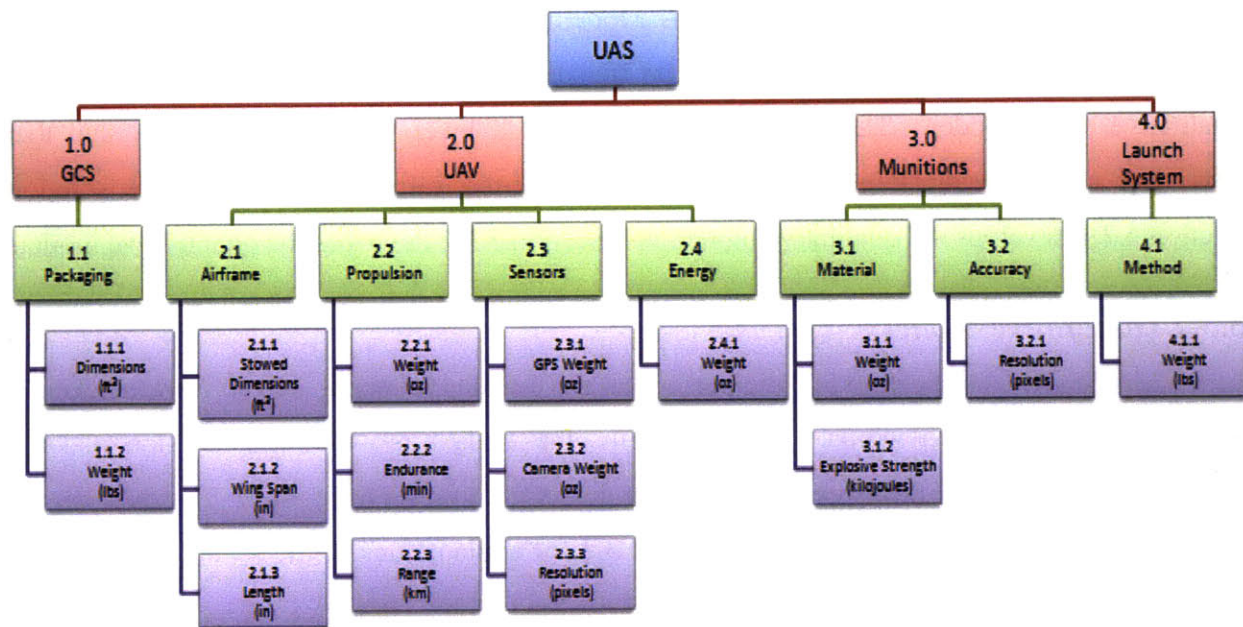 UAS
1.0
GCS
2.0
UAV
3.0
Munitions
4.0
Launch
System
1.1
Packaging
2.1
Airframe
2.2
Propulsion
2.3
Sensors
2.4
Energy
3.1
Material
3.2
Accuracy
4.1
Method
1.1.1
Dimensions
(ft³)
2.1.1
Stowed
Dimensions
(ft³)
2.2.1
Weight
(oz)
2.3.1
GPS Weight
(oz)
2.4.1
Weight
(oz)
3.1.1
Weight
(oz)
3.2.1
Resolution
(pixels)
4.1.1
Weight
(lbs)
1.1.2
Weight
(lbs)
2.1.2
Wing Span
(in)
2.2.2
Endurance
(min)
2.3.2
Camera Weight
(oz)
3.1.2
Explosive Strength
(kilojoules)
2.1.3
Length
(in)
2.2.3
Range
(km)
2.3.3
Resolution
(pixels)